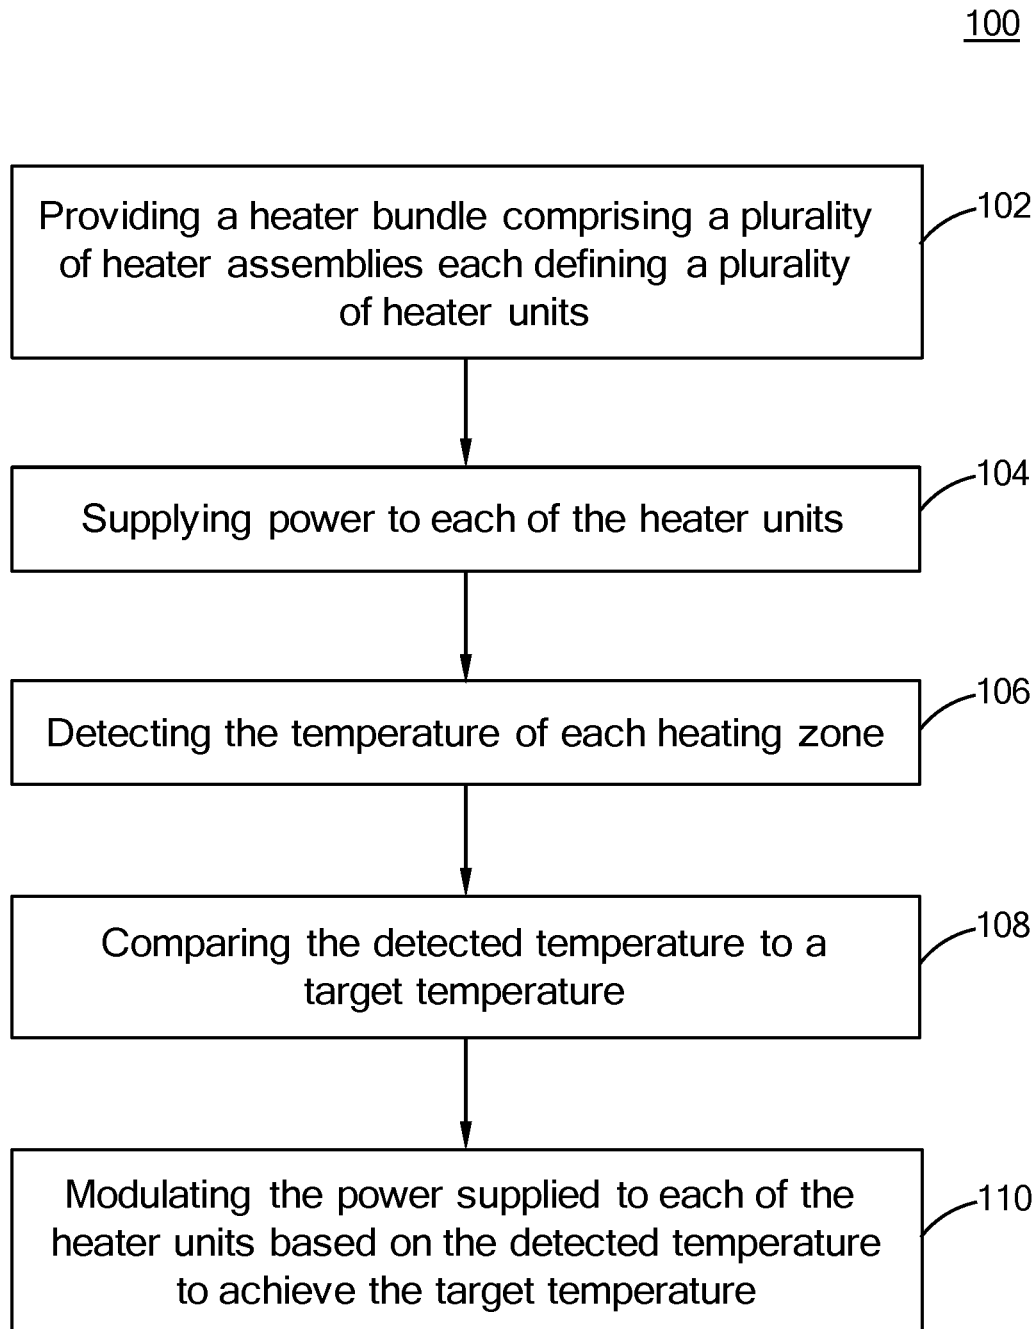 100
Providing a heater bundle comprising a plurality
of heater assemblies each defining a plurality
of heater units
102
Supplying power to each of the heater units
104
Detecting the temperature of each heating zone
106
Comparing the detected temperature to a
target temperature
108
Modulating the power supplied to each of the
heater units based on the detected temperature
to achieve the target temperature
110